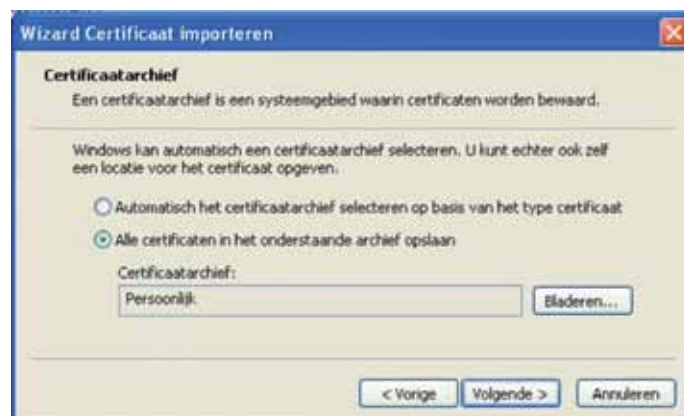 Wizard Certificaat importeren
Certificaatarchief
Een certificaatarchief is een systeemgebied waarin certificaten worden bewaard.
Windows kan automatisch een certificaatarchief selecteren. U kunt echter ook zelf
een locatie voor het certificaat opgeven.
Automatisch het certificaatarchief selecteren op basis van het type certificaat
Alle certificaten in het onderstaande archief opslaan
Certificaatarchief:
Persoonlijk
Bladeren...
< Vorige
Volgende >
Annuleren